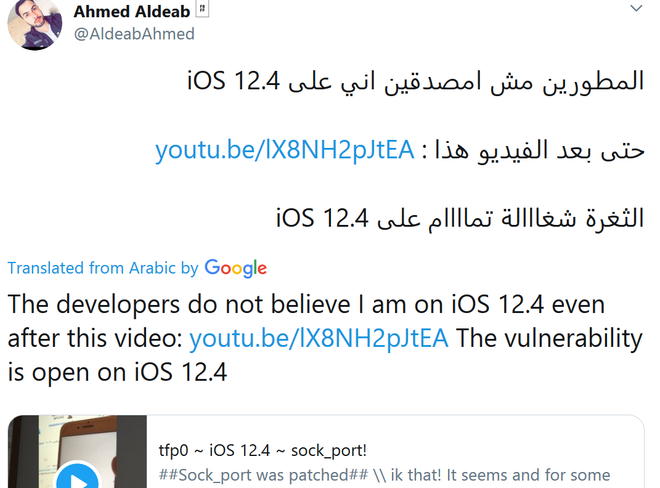 Ahmed Aldeab
@AldeabAhmed
المطورين مش امصدقين اني على iOS 12.4
حتى بعد الفيديو هذا : youtu.be/lX8NH2pJtEA
الثغرة شغااالة تماااام على iOS 12.4
Translated from Arabic by Google
The developers do not believe I am on iOS 12.4 even
after this video: youtu.be/lX8NH2pJtEA The vulnerability
is open on iOS 12.4
tfp0 ~ iOS 12.4 ~ sock_port!
##Sock_port was patched## \\ ik that! It seems and for some